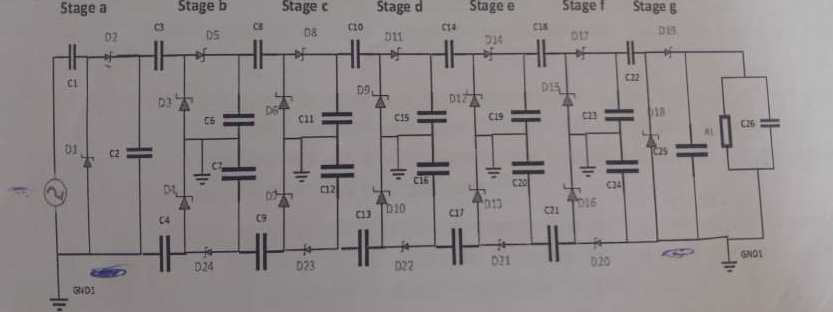 Stage a Stage b Stage c Stage d Stage e Stage f Stage g
C3 C8 C10 C14 C18
D2 D5 D8 D11 D14 D17 D19
C1 C22
D3 D6 D9 D12 D15 D18
C6 C11 C15 C19 C23 C26
D1 C2 C7 C12 C16 C20 C24 C25 RL
D4 D7 D10 D13 D16
C4 C9 C13 C17 C21
D24 D23 D22 D21 D20 GND1
GND1